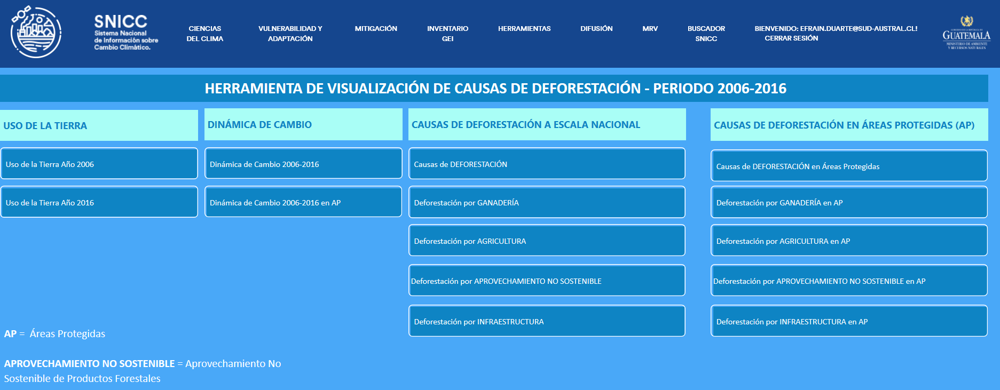 SNICC
Sistema Nacional
de Información sobre
Cambio Climático.
CIENCIAS
DEL CLIMA
VULNERABILIDAD Y
ADAPTACIÓN
MITIGACIÓN
INVENTARIO
GEI
HERRAMIENTAS
DIFUSIÓN
MRV
BUSCADOR
SNICC
BIENVENIDO: EFRAIN.DUARTE@SUD-AUSTRAL.CL!
CERRAR SESIÓN
GOBIERNO DE LA REPÚBLICA DE
GUATEMALA
MINISTERIO DE AMBIENTE
Y RECURSOS NATURALES
HERRAMIENTA DE VISUALIZACIÓN DE CAUSAS DE DEFORESTACIÓN - PERIODO 2006-2016
USO DE LA TIERRA
Uso de la Tierra Año 2006
Uso de la Tierra Año 2016
DINÁMICA DE CAMBIO
Dinámica de Cambio 2006-2016
Dinámica de Cambio 2006-2016 en AP
CAUSAS DE DEFORESTACIÓN A ESCALA NACIONAL
Causas de DEFORESTACIÓN
Deforestación por GANADERÍA
Deforestación por AGRICULTURA
Deforestación por APROVECHAMIENTO NO SOSTENIBLE
Deforestación por INFRAESTRUCTURA
CAUSAS DE DEFORESTACIÓN EN ÁREAS PROTEGIDAS (AP)
Causas de DEFORESTACIÓN en Áreas Protegidas
Deforestación por GANADERÍA en AP
Deforestación por AGRICULTURA en AP
Deforestación por APROVECHAMIENTO NO SOSTENIBLE en AP
Deforestación por INFRAESTRUCTURA en AP
AP = Áreas Protegidas
APROVECHAMIENTO NO SOSTENIBLE = Aprovechamiento No
Sostenible de Productos Forestales